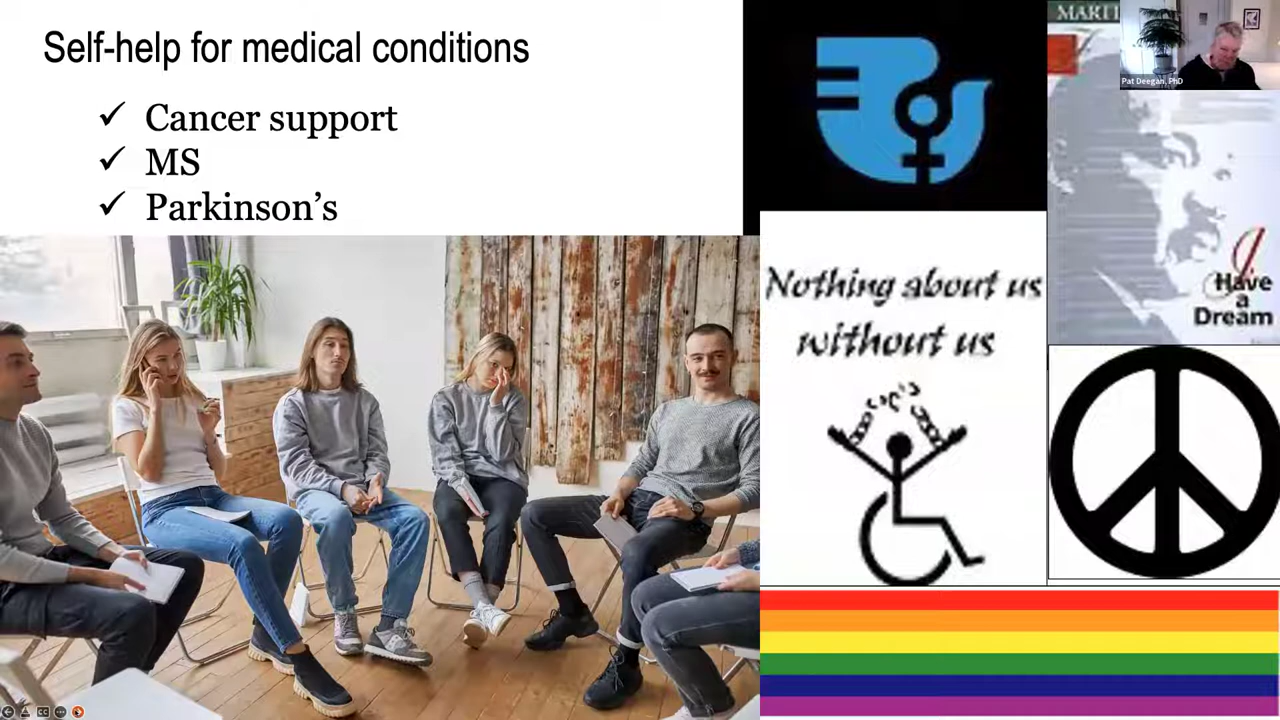 Self-help for medical conditions
✓ Cancer support
✓ MS
✓ Parkinson’s
MARTI
Pat Deegan, PhD
I
Have
a
Dream
Nothing about us
without us